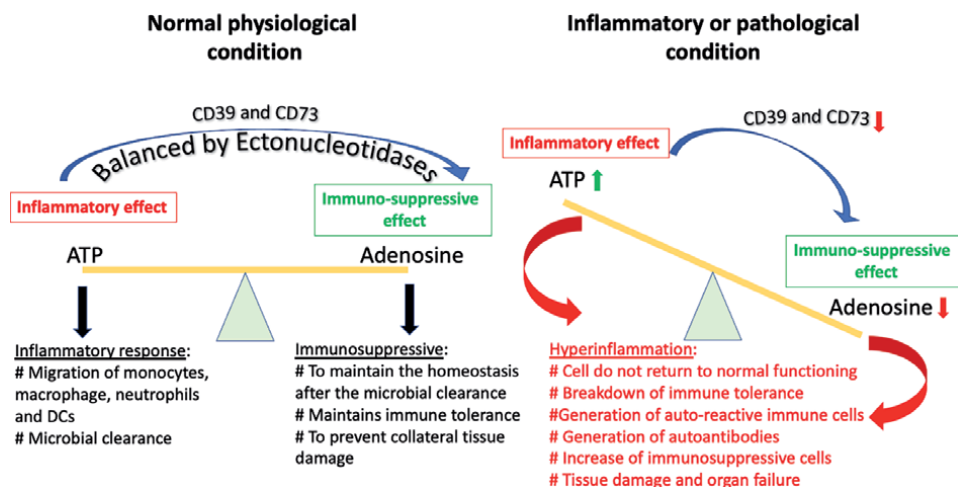 Normal physiological
condition
CD39 and CD73
Balanced by Ectonucleotidases
Inflammatory effect
Immuno-suppressive
effect
ATP
Adenosine
Inflammatory response:
# Migration of monocytes,
macrophage, neutrophils
and DCs
# Microbial clearance
Immunosuppressive:
# To maintain the homeostasis
after the microbial clearance
# Maintains immune tolerance
# To prevent collateral tissue
damage
Inflammatory or pathological
condition
CD39 and CD73
Inflammatory effect
ATP
Immuno-suppressive
effect
Adenosine
Hyperinflammation:
# Cell do not return to normal functioning
# Breakdown of immune tolerance
#Generation of auto-reactive immune cells
# Generation of autoantibodies
# Increase of immunosuppressive cells
# Tissue damage and organ failure